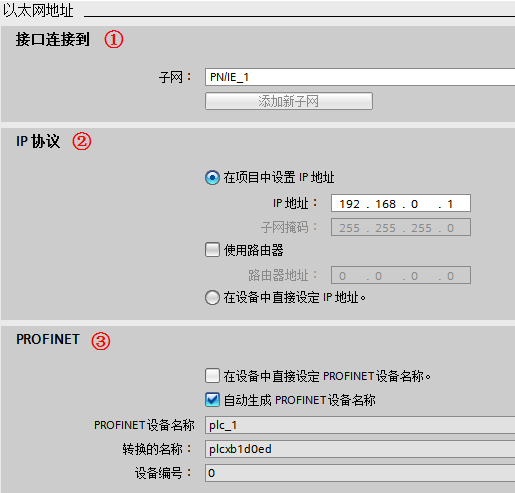 以太网地址
接口连接到 ①
子网： PN/IE_1
添加新子网
IP 协议 ②
在项目中设置 IP 地址
IP 地址： 192 . 168 . 0 . 1
子网掩码： 255 . 255 . 255 . 0
使用路由器
路由器地址： 0 . 0 . 0 . 0
在设备中直接设定 IP 地址。
PROFINET ③
在设备中直接设定 PROFINET 设备名称。
自动生成 PROFINET 设备名称
PROFINET 设备名称 plc_1
转换的名称： plcxb1d0ed
设备编号： 0